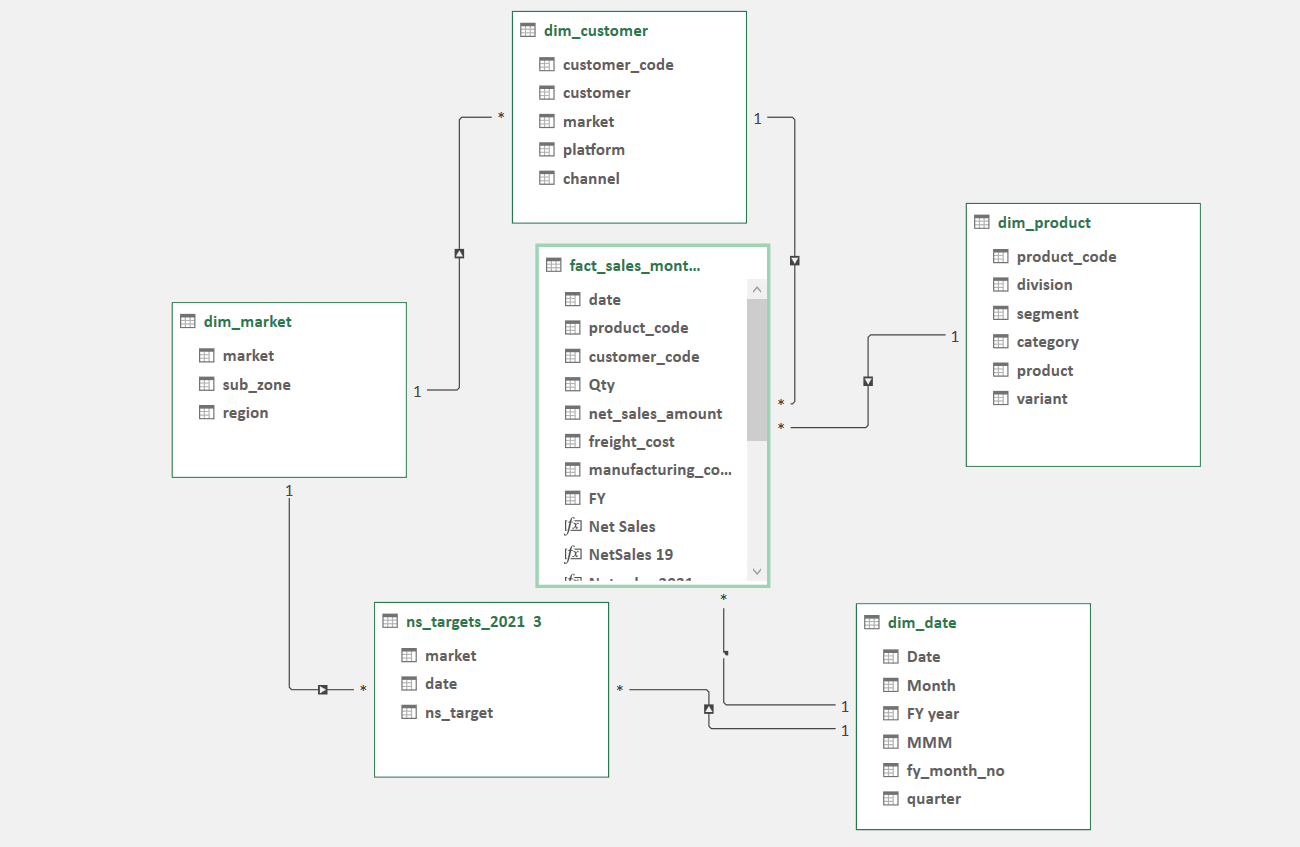 dim_customer
customer_code
customer
market
platform
channel
*
1
dim_product
product_code
division
segment
category
product
variant
1
fact_sales_mont...
date
product_code
customer_code
Qty
net_sales_amount
freight_cost
manufacturing_co...
FY
Net Sales
NetSales 19
*
*
*
dim_market
market
sub_zone
region
1
1
ns_targets_2021 3
market
date
ns_target
*
*
dim_date
Date
Month
FY year
MMM
fy_month_no
quarter
1
1